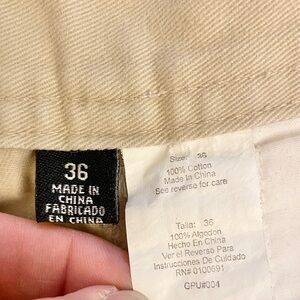 36
MADE IN
CHINA
FABRICADO
EN CHINA
Size: 36
100% Cotton
Made In China
See reverse for care
Talla: 36
100% Algodon
Hecho En China
Ver el Reverso Para
Instrucciones De Cuidado
RN# 0100691
GPU#004